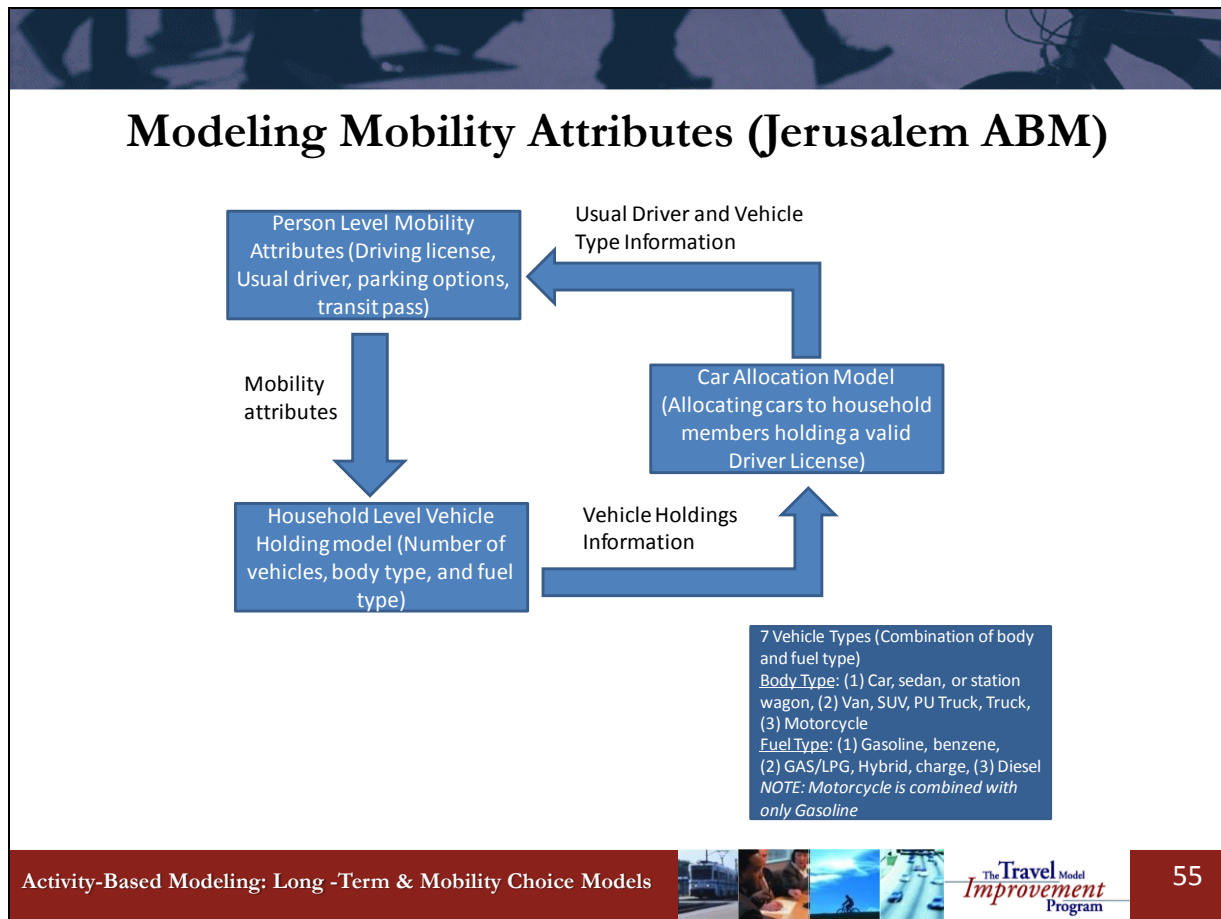 Modeling Mobility Attributes (Jerusalem ABM)
Person Level Mobility
Attributes (Driving license,
Usual driver, parking options,
transit pass)
Usual Driver and Vehicle
Type Information
Mobility
attributes
Car Allocation Model
(Allocating cars to household
members holding a valid
Driver License)
Household Level Vehicle
Holding model (Number of
vehicles, body type, and fuel
type)
Vehicle Holdings
Information
7 Vehicle Types (Combination of body
and fuel type)
Body Type: (1) Car, sedan, or station
wagon, (2) Van, SUV, PU Truck, Truck,
(3) Motorcycle
Fuel Type: (1) Gasoline, benzene,
(2) GAS/LPG, Hybrid, charge, (3) Diesel
NOTE: Motorcycle is combined with
only Gasoline
Activity-Based Modeling: Long -Term & Mobility Choice Models
The Travel Model
Improvement
Program
55